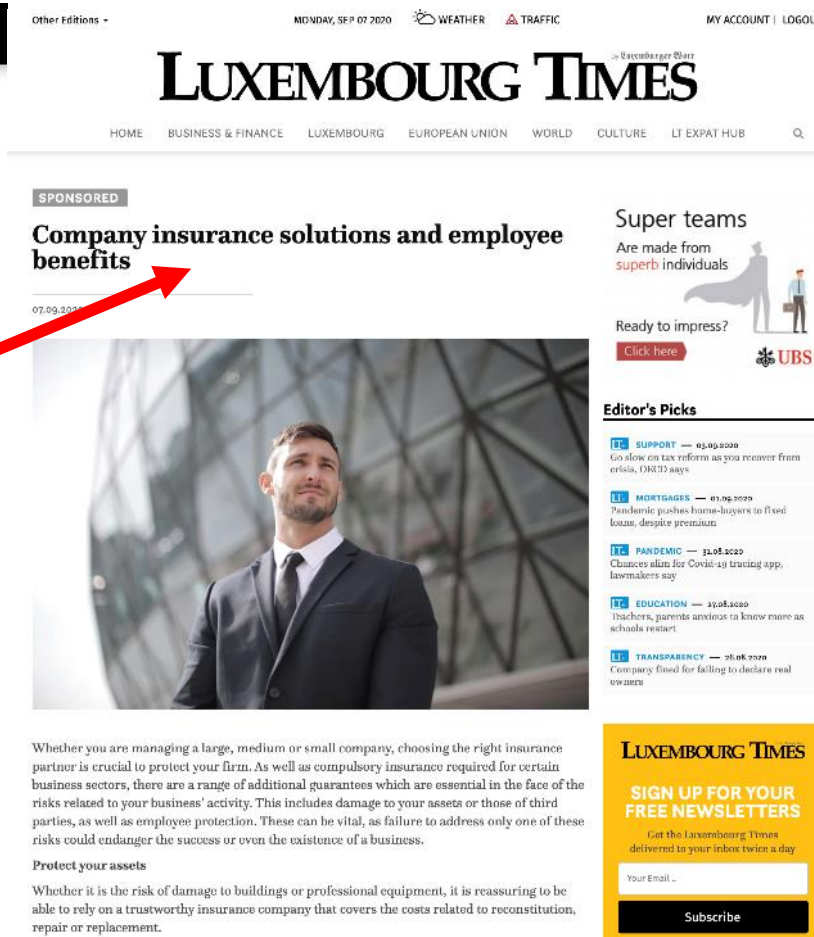 Other Editions
MONDAY, SEP 07 2020
WEATHER
TRAFFIC
MY ACCOUNT | LOGOU
by Luxemburger Wort
LUXEMBOURG TIMES
HOME BUSINESS & FINANCE LUXEMBOURG EUROPEAN UNION WORLD CULTURE LT EXPAT HUB
SPONSORED
Company insurance solutions and employee
benefits
07.09.2020
Whether you are managing a large, medium or small company, choosing the right insurance
partner is crucial to protect your firm. As well as compulsory insurance required for certain
business sectors, there are a range of additional guarantees which are essential in the face of the
risks related to your business' activity. This includes damage to your assets or those of third
parties, as well as employee protection. These can be vital, as failure to address only one of these
risks could endanger the success or even the existence of a business.
Protect your assets
Whether it is the risk of damage to buildings or professional equipment, it is reassuring to be
able to rely on a trustworthy insurance company that covers the costs related to reconstitution,
repair or replacement.
Super teams
Are made from
superb individuals
Ready to impress?
Click here
UBS
Editor's Picks
LT SUPPORT — 03.09.2020
Go slow on tax reform as you recover from
crisis, OECD says
LT MORTGAGES — 01.09.2020
Pandemic pushes home-buyers to fixed
loans, despite premium
LT PANDEMIC — 31.08.2020
Chances slim for Covid-19 tracing app,
lawmakers say
LT EDUCATION — 27.08.2020
Teachers, parents anxious to know more as
schools restart
LT TRANSPARENCY — 26.08.2020
Company fined for failing to declare real
owners
LUXEMBOURG TIMES
SIGN UP FOR YOUR
FREE NEWSLETTERS
Get the Luxembourg Times
delivered to your inbox twice a day
Your Email ..
Subscribe